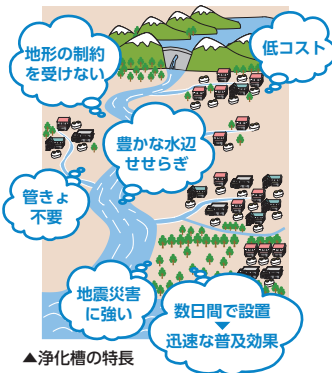 地形の制約
を受けない
低コスト
豊かな水辺
せせらぎ
管きょ
不要
地震災害
に強い
数日間で設置
▼
迅速な普及効果
▲浄化槽の特長